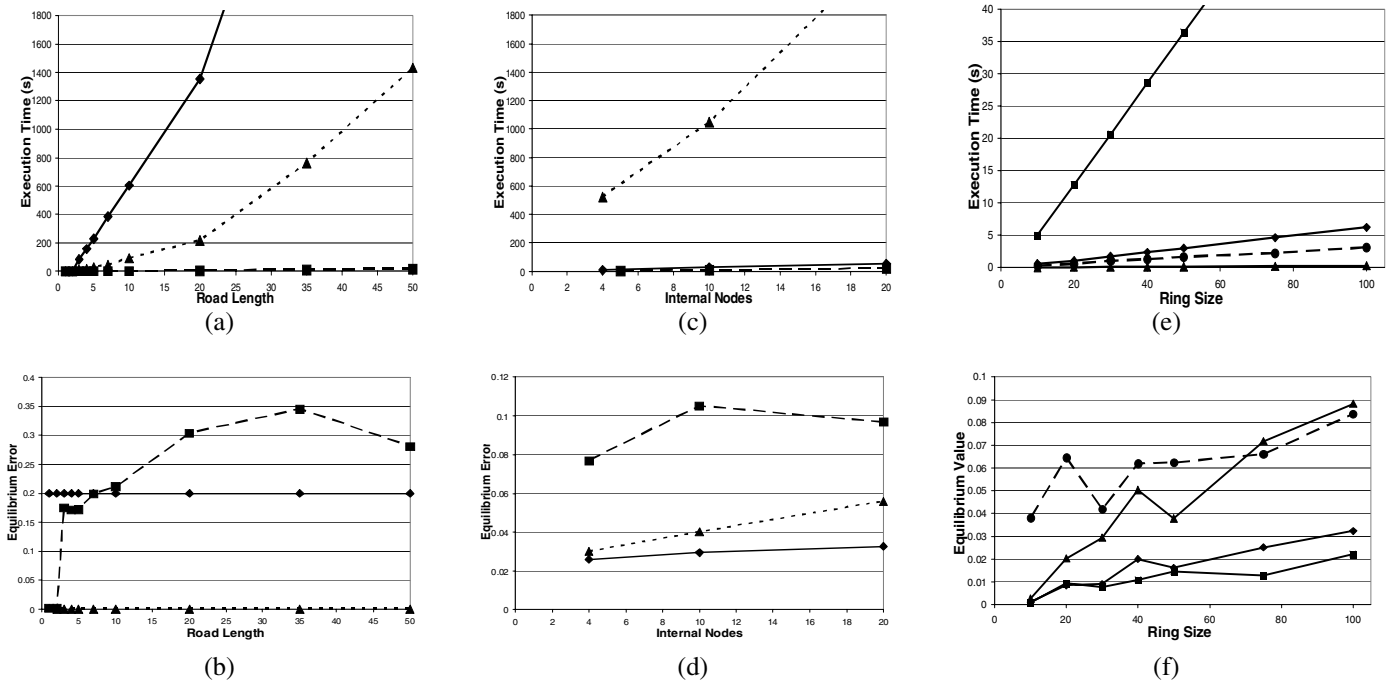 Execution Time (s)
1800
1600
1400
1200
1000
800
600
400
200
0
0 5 10 15 20 25 30 35 40 45 50
Road Length
(a)
Execution Time (s)
1800
1600
1400
1200
1000
800
600
400
200
0
0 2 4 6 8 10 12 14 16 18 20
Internal Nodes
(c)
Execution Time (s)
40
35
30
25
20
15
10
5
0
0 20 40 60 80 100
Ring Size
(e)
Equilibrium Error
0.4
0.35
0.3
0.25
0.2
0.15
0.1
0.05
0
0 5 10 15 20 25 30 35 40 45 50
Road Length
(b)
Equilibrium Error
0.12
0.1
0.08
0.06
0.04
0.02
0
0 2 4 6 8 10 12 14 16 18 20
Internal Nodes
(d)
Equilibrium Value
0.1
0.09
0.08
0.07
0.06
0.05
0.04
0.03
0.02
0.01
0
0 20 40 60 80 100
Ring Size
(f)